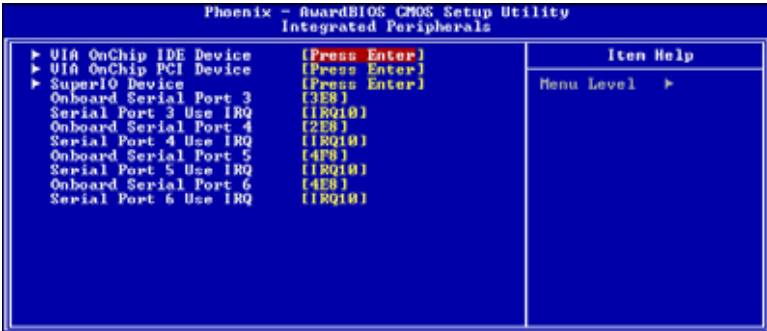 Phoenix - AwardBIOS CMOS Setup Utility
Integrated Peripherals
► VIA OnChip IDE Device [Press Enter]
► VIA OnChip PCI Device [Press Enter]
► SuperIO Device [Press Enter]
Onboard Serial Port 3 [3E8]
Serial Port 3 Use IRQ [IRQ10]
Onboard Serial Port 4 [2E8]
Serial Port 4 Use IRQ [IRQ10]
Onboard Serial Port 5 [4F8]
Serial Port 5 Use IRQ [IRQ10]
Onboard Serial Port 6 [4E8]
Serial Port 6 Use IRQ [IRQ10]
Item Help
Menu Level ►